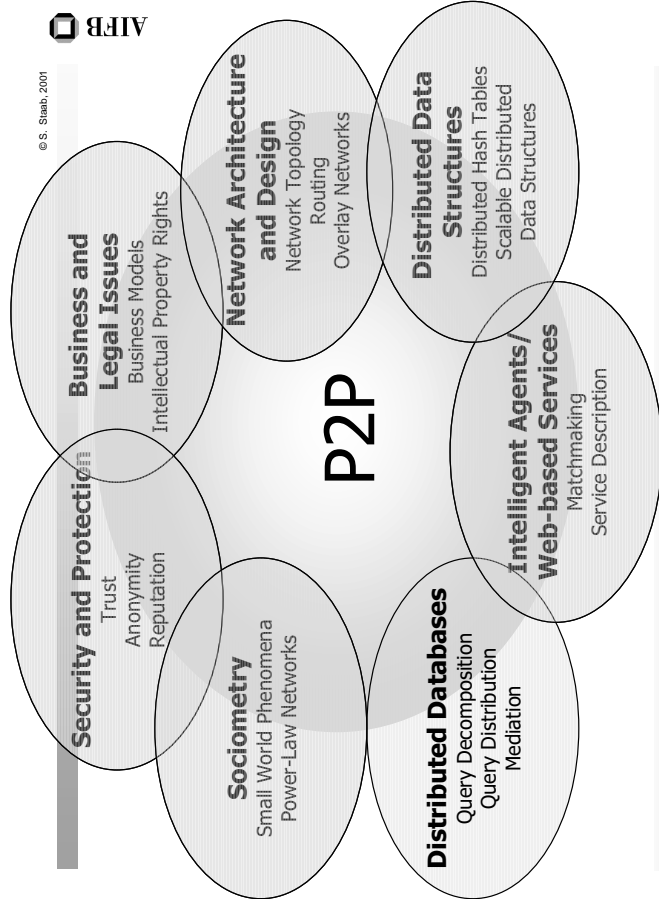 Security and Protection
Trust
Anonymity
Reputation
Business and
Legal Issues
Business Models
Intellectual Property Rights
© S. Staab, 2001
AIFB
Sociometry
Small World Phenomena
Power-Law Networks
P2P
Network Architecture
and Design
Network Topology
Routing
Overlay Networks
Distributed Databases
Query Decomposition
Query Distribution
Mediation
Intelligent Agents/
Web-based Services
Matchmaking
Service Description
Distributed Data
Structures
Distributed Hash Tables
Scalable Distributed
Data Structures